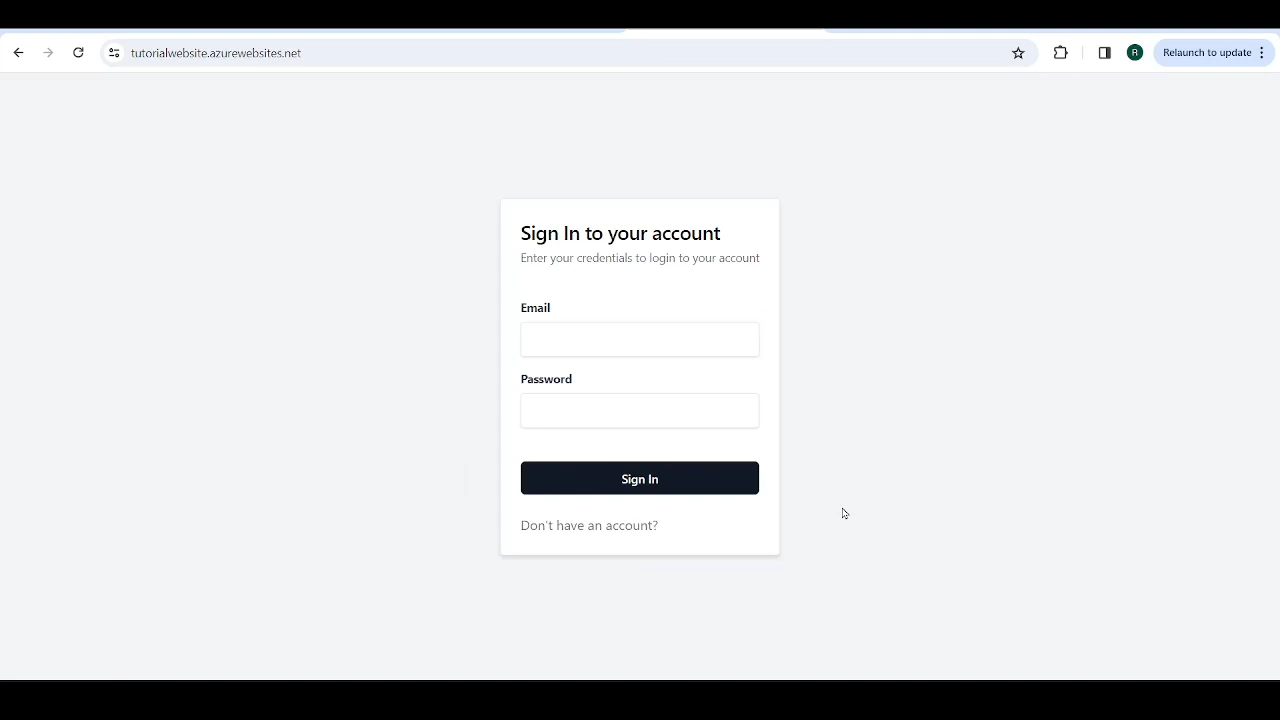 tutorialwebsite.azurewebsites.net
R
Relaunch to update
Sign In to your account
Enter your credentials to login to your account
Email
Password
Sign In
Don't have an account?